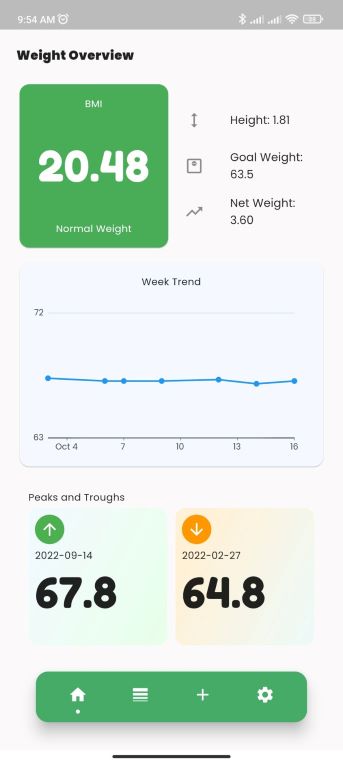 9:54 AM
Weight Overview
BMI
20.48
Normal Weight
Height: 1.81
Goal Weight:
63.5
Net Weight:
3.60
Week Trend
72
63
Oct 4
7
10
13
16
Peaks and Troughs
2022-09-14
67.8
2022-02-27
64.8